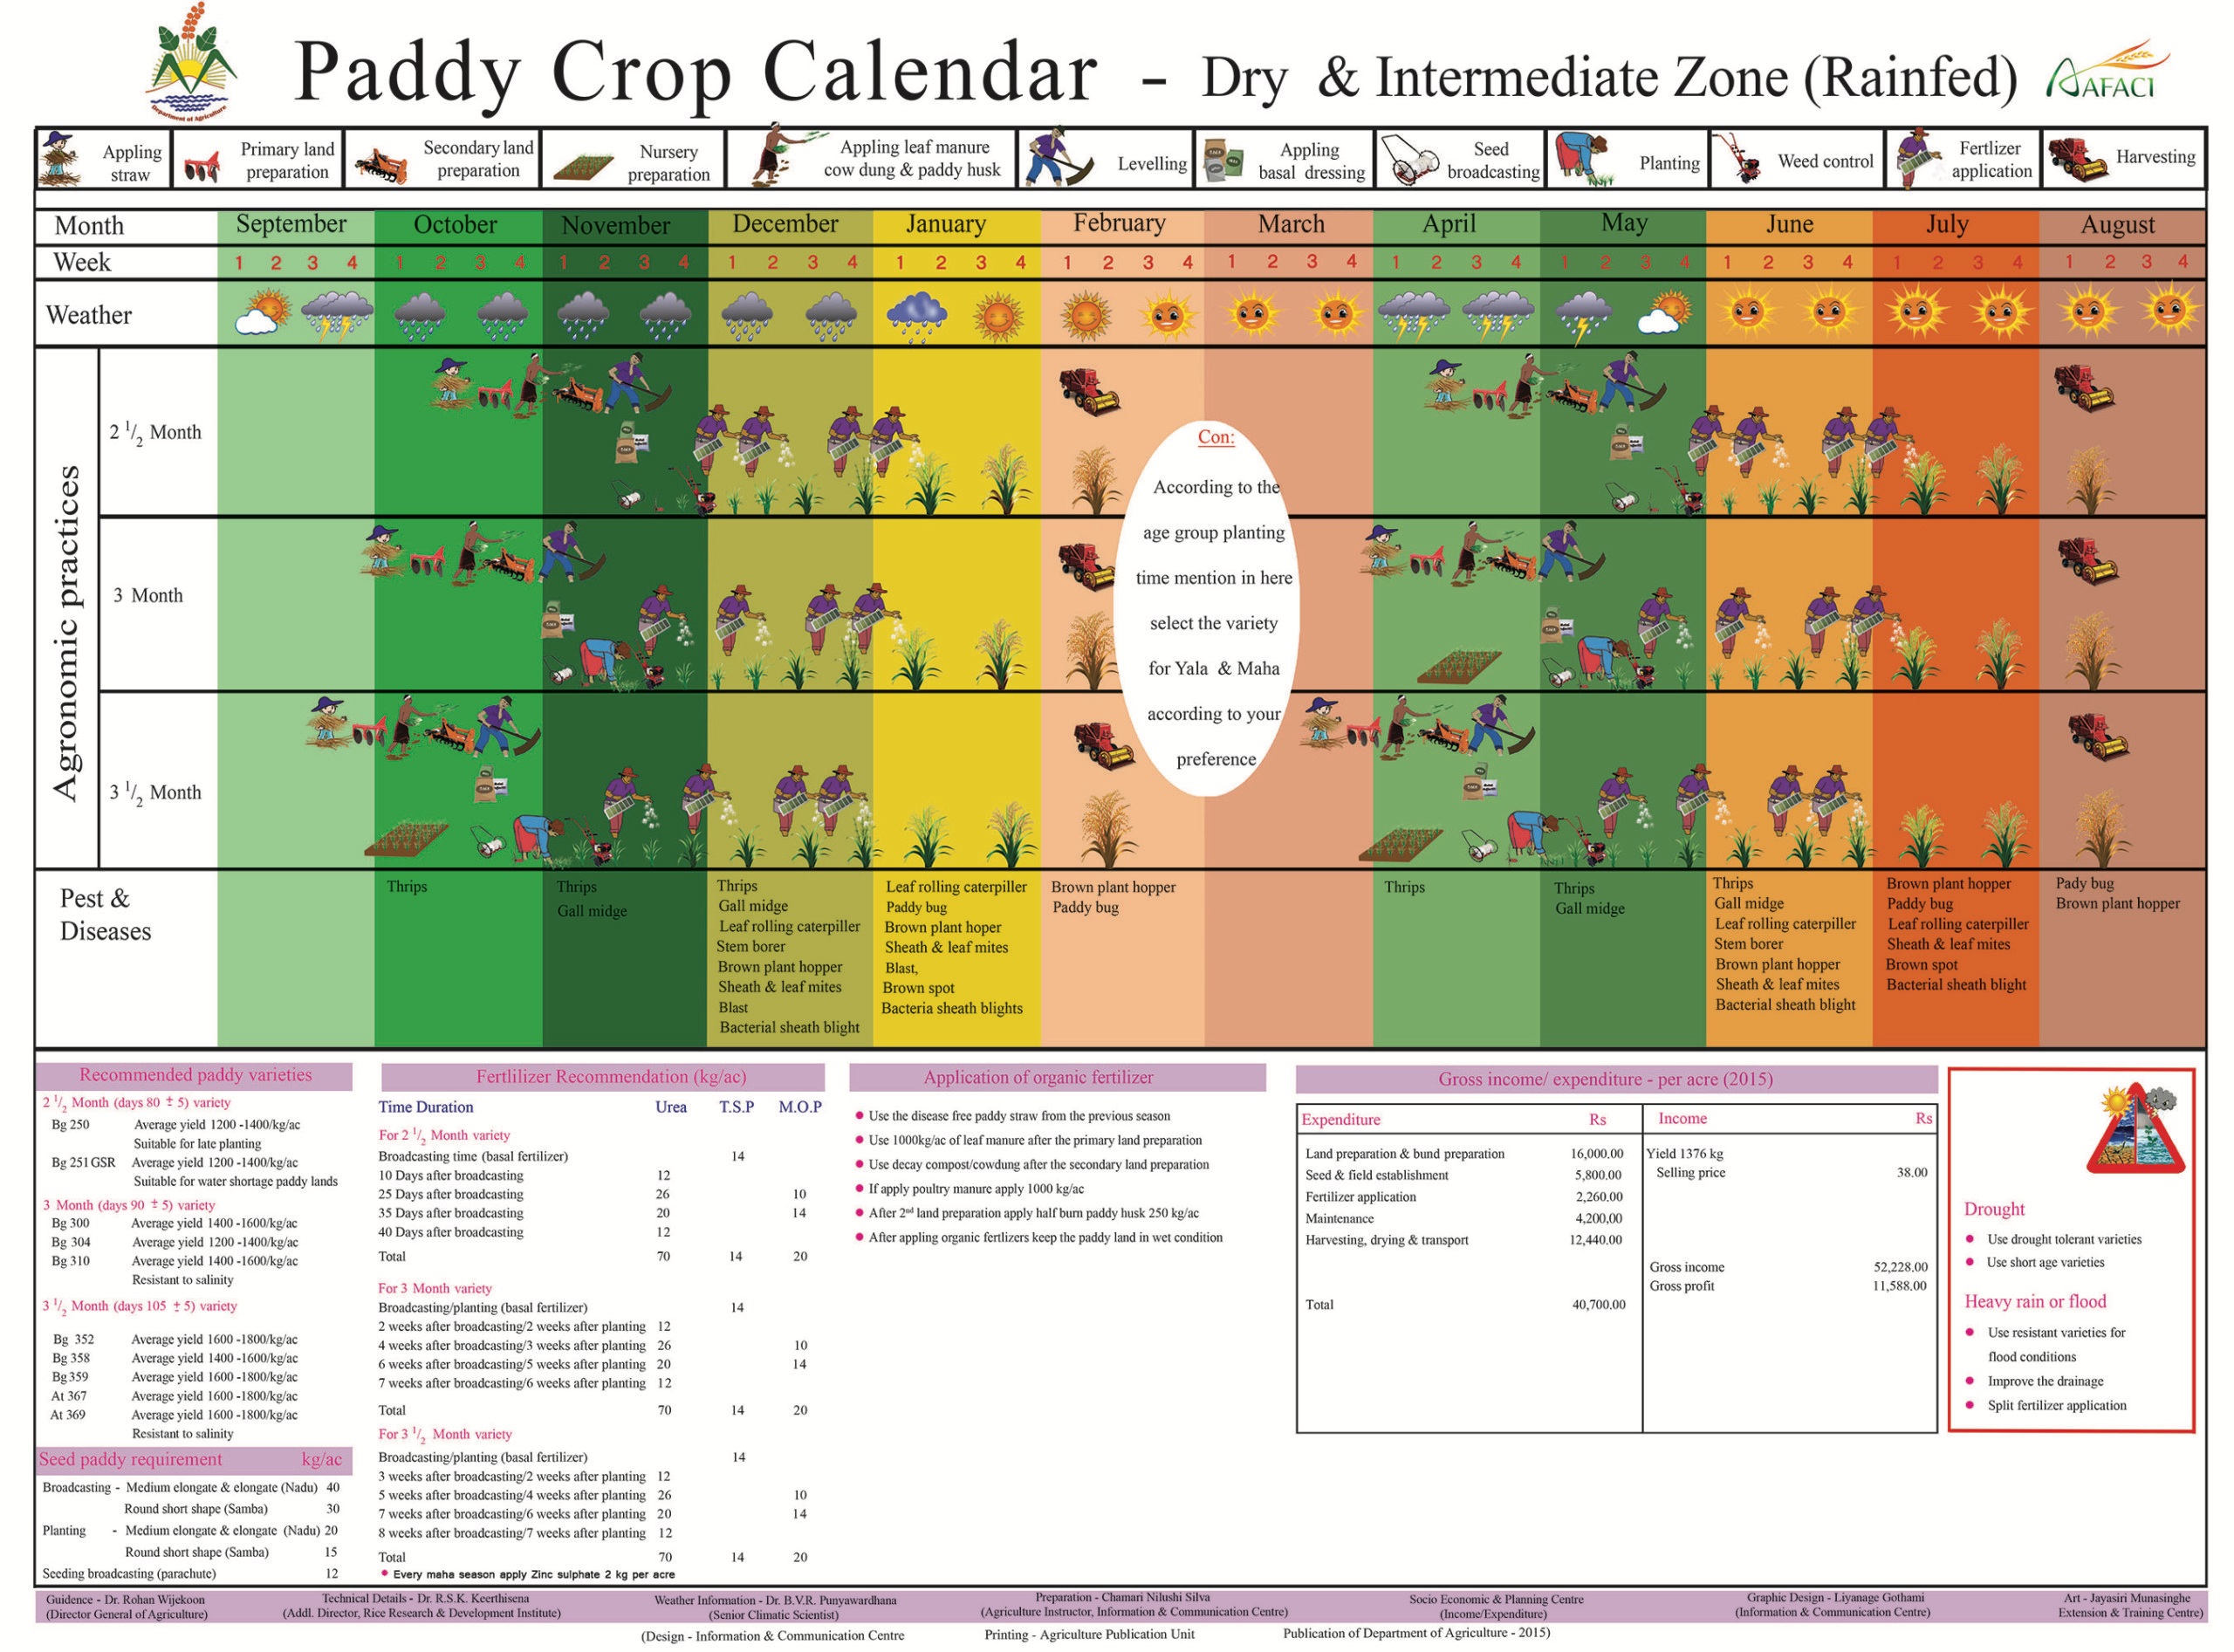 Department of Agriculture
Paddy Crop Calendar - Dry & Intermediate Zone (Rainfed)
AFACI
Appling straw
Primary land preparation
Secondary land preparation
Nursery preparation
Appling leaf manure cow dung & paddy husk
Levelling
Appling basal dressing
Seed broadcasting
Planting
Weed control
Fertlizer application
Harvesting
Month September October November December January February March April May June July August
Week 1 2 3 4 1 2 3 4 1 2 3 4 1 2 3 4 1 2 3 4 1 2 3 4 1 2 3 4 1 2 3 4 1 2 3 4 1 2 3 4 1 2 3 4 1 2 3 4
Weather
Agronomic practices
2 1/2 Month
3 Month
3 1/2 Month
Con:
According to the
age group planting
time mention in here
select the variety
for Yala & Maha
according to your
preference
Pest &
Diseases
Thrips
Thrips
Gall midge
Thrips
Gall midge
Leaf rolling caterpiller
Stem borer
Brown plant hopper
Sheath & leaf mites
Blast
Bacterial sheath blight
Leaf rolling caterpiller
Paddy bug
Brown plant hoper
Sheath & leaf mites
Blast,
Brown spot
Bacteria sheath blights
Brown plant hopper
Paddy bug
Thrips
Thrips
Gall midge
Thrips
Gall midge
Leaf rolling caterpiller
Stem borer
Brown plant hopper
Sheath & leaf mites
Bacterial sheath blight
Brown plant hopper
Paddy bug
Leaf rolling caterpiller
Sheath & leaf mites
Brown spot
Bacterial sheath blight
Pady bug
Brown plant hopper
Recommended paddy varieties
2 1/2 Month (days 80 ± 5) variety
Bg 250 Average yield 1200 -1400/kg/ac
Suitable for late planting
Bg 251 GSR Average yield 1200 -1400/kg/ac
Suitable for water shortage paddy lands
3 Month (days 90 ± 5) variety
Bg 300 Average yield 1400 -1600/kg/ac
Bg 304 Average yield 1200 -1400/kg/ac
Bg 310 Average yield 1400 -1600/kg/ac
Resistant to salinity
3 1/2 Month (days 105 ± 5) variety
Bg 352 Average yield 1600 -1800/kg/ac
Bg 358 Average yield 1400 -1600/kg/ac
Bg 359 Average yield 1600 -1800/kg/ac
At 367 Average yield 1600 -1800/kg/ac
At 369 Average yield 1600 -1800/kg/ac
Resistant to salinity
Seed paddy requirement kg/ac
Broadcasting - Medium elongate & elongate (Nadu) 40
Round short shape (Samba) 30
Planting - Medium elongate & elongate (Nadu) 20
Round short shape (Samba) 15
Seeding broadcasting (parachute) 12
Fertlilizer Recommendation (kg/ac)
Time Duration Urea T.S.P M.O.P
For 2 1/2 Month variety
Broadcasting time (basal fertilizer) 14
10 Days after broadcasting 12
25 Days after broadcasting 26 10
35 Days after broadcasting 20 14
40 Days after broadcasting 12
Total 70 14 20
For 3 Month variety
Broadcasting/planting (basal fertilizer) 14
2 weeks after broadcasting/2 weeks after planting 12
4 weeks after broadcasting/3 weeks after planting 26 10
6 weeks after broadcasting/5 weeks after planting 20 14
7 weeks after broadcasting/6 weeks after planting 12
Total 70 14 20
For 3 1/2 Month variety
Broadcasting/planting (basal fertilizer) 14
3 weeks after broadcasting/2 weeks after planting 12
5 weeks after broadcasting/4 weeks after planting 26 10
7 weeks after broadcasting/6 weeks after planting 20 14
8 weeks after broadcasting/7 weeks after planting 12
Total 70 14 20
Every maha season apply Zinc sulphate 2 kg per acre
Application of organic fertilizer
Use the disease free paddy straw from the previous season
Use 1000kg/ac of leaf manure after the primary land preparation
Use decay compost/cowdung after the secondary land preparation
If apply poultry manure apply 1000 kg/ac
After 2nd land preparation apply half burn paddy husk 250 kg/ac
After appling organic fertlizers keep the paddy land in wet condition
Gross income/ expenditure - per acre (2015)
Expenditure Rs
Land preparation & bund preparation 16,000.00
Seed & field establishment 5,800.00
Fertilizer application 2,260.00
Maintenance 4,200,00
Harvesting, drying & transport 12,440.00
Total 40,700.00
Income Rs
Yield 1376 kg
Selling price 38.00
Gross income 52,228.00
Gross profit 11,588.00
Drought
Use drought tolerant varieties
Use short age varieties
Heavy rain or flood
Use resistant varieties for
flood conditions
Improve the drainage
Split fertilizer application
Guidence - Dr. Rohan Wijekoon
(Director General of Agriculture)
Technical Details - Dr. R.S.K. Keerthisena
(Addl. Director, Rice Research & Development Institute)
Weather Information - Dr. B.V.R. Punyawardhana
(Senior Climatic Scientist)
Preparation - Chamari Nilushi Silva
(Agriculture Instructor, Information & Communication Centre)
Socio Economic & Planning Centre
(Income/Expenditure)
Graphic Design - Liyanage Gothami
(Information & Communication Centre)
Art - Jayasiri Munasinghe
Extension & Training Centre)
(Design - Information & Communication Centre Printing - Agriculture Publication Unit Publication of Department of Agriculture - 2015)